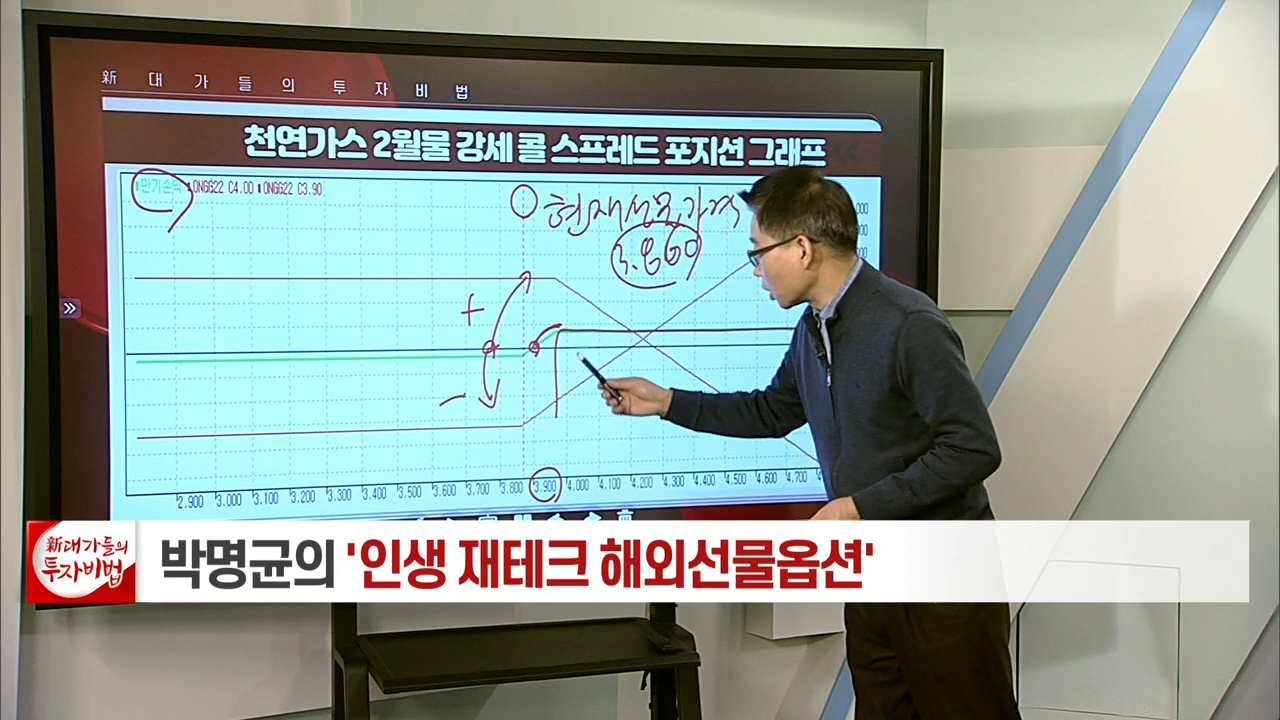 新 대 가 들 의 투 자 비 법
천연가스 2월물 강세 콜 스프레드 포지션 그래프
만기손익 ONGG22 C4.00 ONGG22 C3.90
현재선물가격
3.860
+
-
2.900 3.000 3.100 3.200 3.300 3.400 3.500 3.600 3.700 3.800 3.900 4.000 4.100 4.200 4.300 4.400 4.500 4.600 4.700
新대가들의
투자비법
박명균의 '인생 재테크 해외선물옵션'